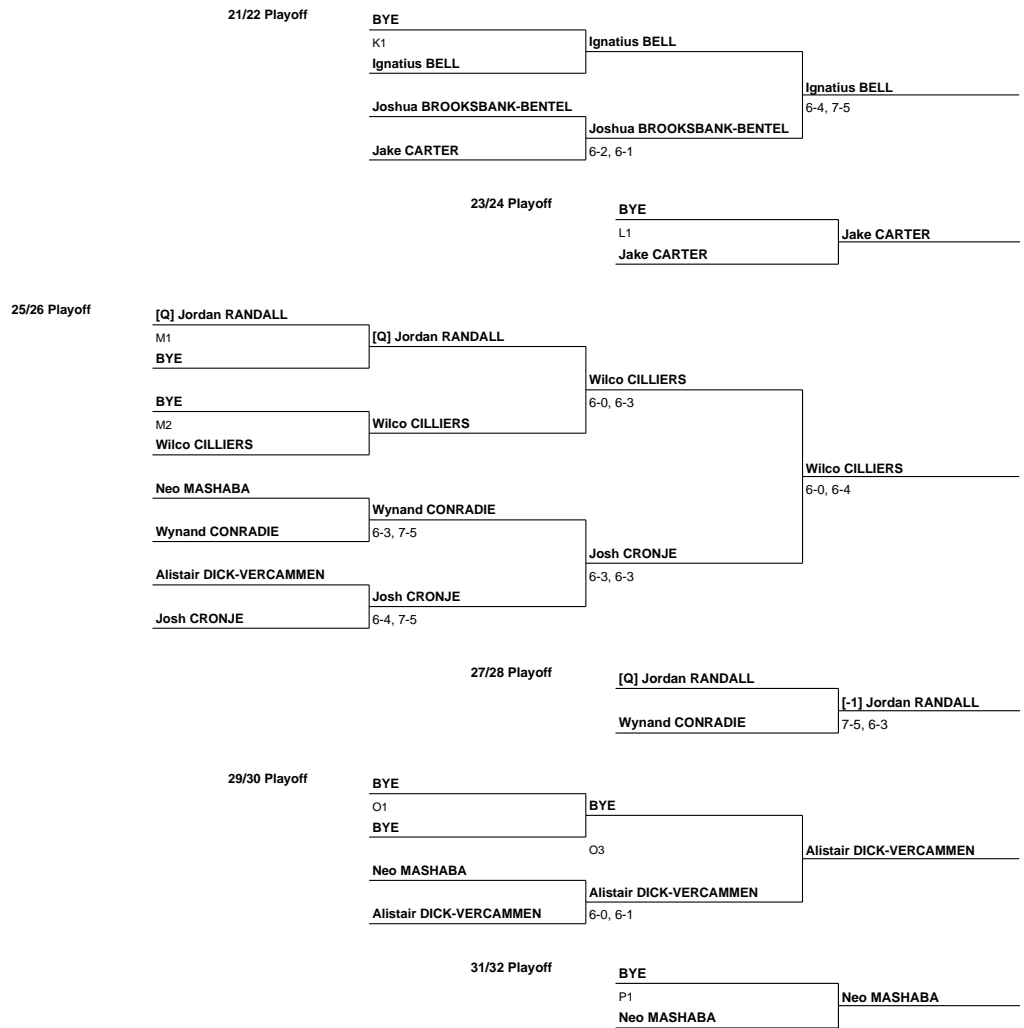 21/22 Playoff
BYE
K1
Ignatius BELL
Ignatius BELL
Ignatius BELL
6-4, 7-5
Joshua BROOKSBANK-BENTEL
Joshua BROOKSBANK-BENTEL
Jake CARTER
6-2, 6-1
23/24 Playoff
BYE
L1
Jake CARTER
Jake CARTER
25/26 Playoff
[Q] Jordan RANDALL
M1
[Q] Jordan RANDALL
BYE
Wilco CILLIERS
6-0, 6-3
BYE
M2
Wilco CILLIERS
Wilco CILLIERS
Wilco CILLIERS
6-0, 6-4
Neo MASHABA
Wynand CONRADIE
Wynand CONRADIE
6-3, 7-5
Josh CRONJE
6-3, 6-3
Alistair DICK-VERCAMMEN
Josh CRONJE
Josh CRONJE
6-4, 7-5
27/28 Playoff
[Q] Jordan RANDALL
[-1] Jordan RANDALL
Wynand CONRADIE
7-5, 6-3
29/30 Playoff
BYE
O1
BYE
BYE
O3
Alistair DICK-VERCAMMEN
Neo MASHABA
Alistair DICK-VERCAMMEN
Alistair DICK-VERCAMMEN
6-0, 6-1
31/32 Playoff
BYE
P1
Neo MASHABA
Neo MASHABA